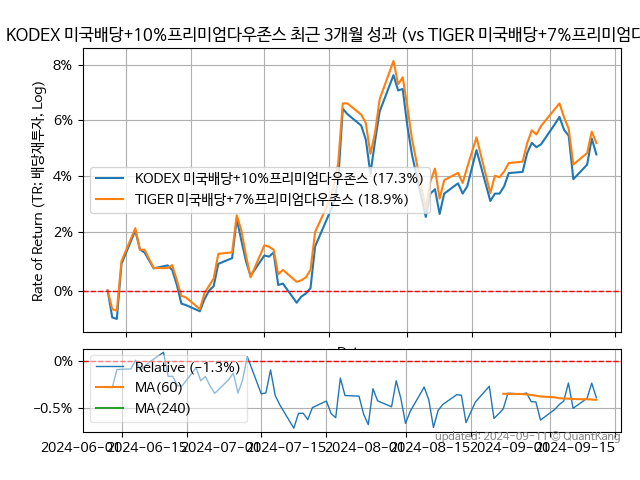 KODEX 미국배당+10%프리미엄다우존스 최근 3개월 성과 (vs TIGER 미국배당+7%프리미엄다
Rate of Return (TR: 배당재투자, Log)
8%
6%
4%
2%
0%
KODEX 미국배당+10%프리미엄다우존스 (17.3%)
TIGER 미국배당+7%프리미엄다우존스 (18.9%)
0%
−0.5%
Relative (−1.3%)
MA(60)
MA(240)
updated: 2024-09-11 © QuantKang
2024-06-01
2024-06-15
2024-07-01
2024-07-15
2024-08-01
2024-08-15
2024-09-01
2024-09-15